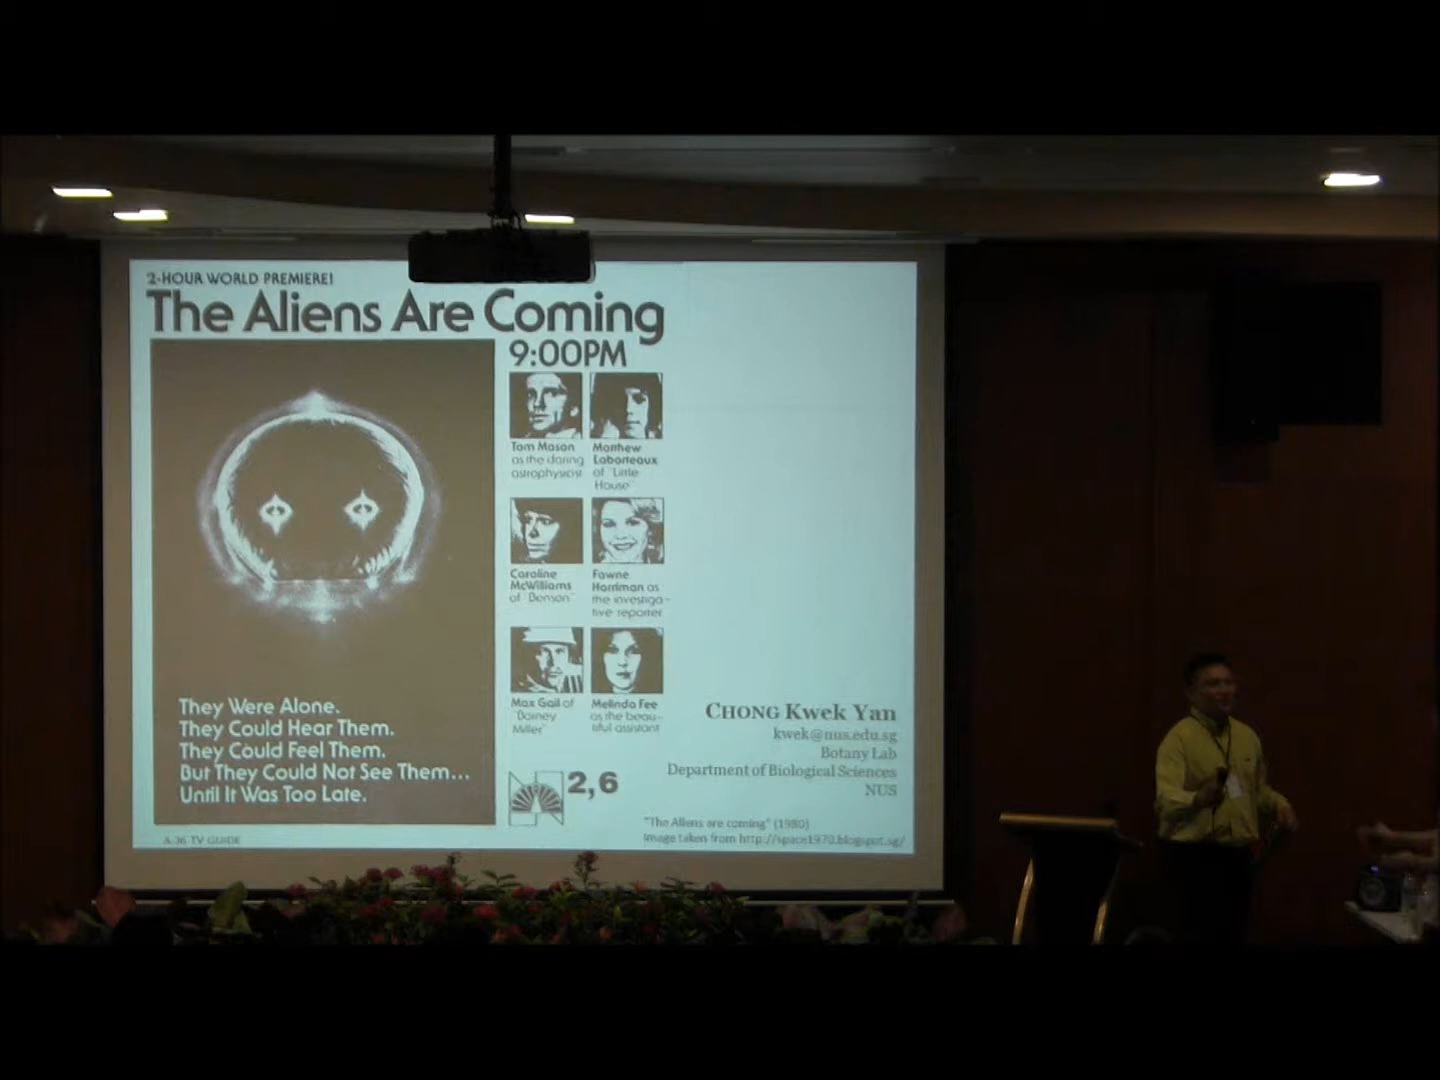 2-HOUR WORLD PREMIERE!
The Aliens Are Coming
9:00PM
Tom Mason
as the daring
astrophysicist
Matthew
Laborteaux
of "Little
House"
Caroline
McWilliams
of "Benson"
Fawne
Harriman as
the investiga-
tive reporter
Max Gail of
"Barney
Miller"
Melinda Fee
as the beau-
tiful assistant
They Were Alone.
They Could Hear Them.
They Could Feel Them.
But They Could Not See Them...
Until It Was Too Late.
2,6
A-36 TV GUIDE
CHONG Kwek Yan
kwek@nus.edu.sg
Botany Lab
Department of Biological Sciences
NUS
"The Aliens are coming" (1980)
Image taken from http://space1970.blogspot.sg/